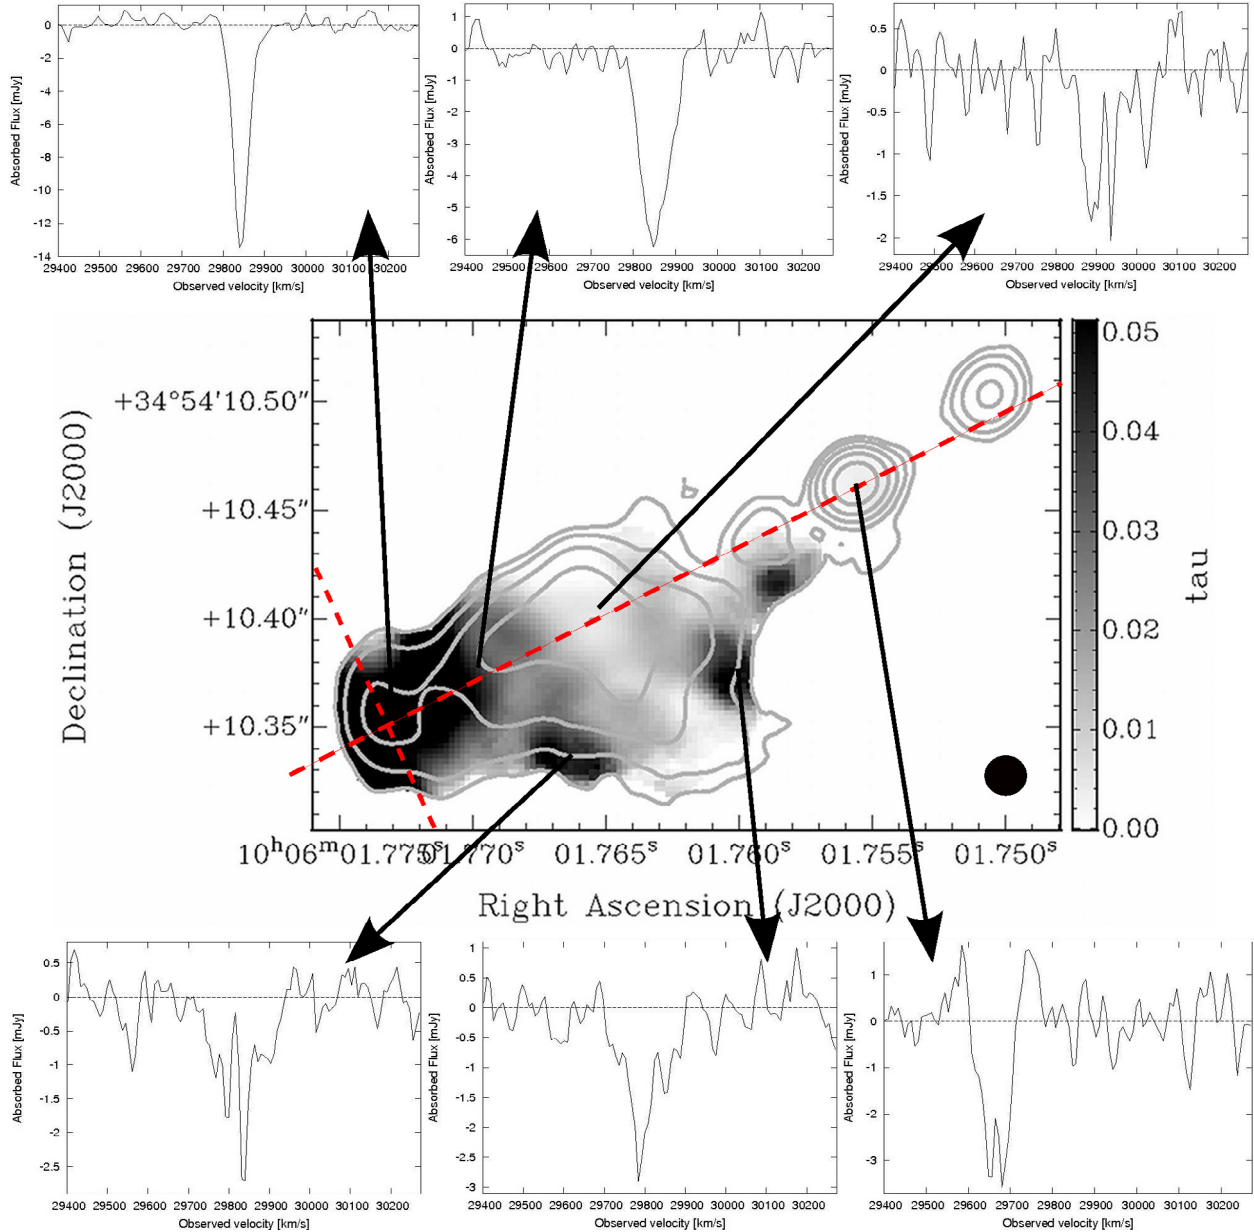 0
-2
-4
-6
-8
-10
-12
-14
Absorbed Flux [mJy]
29400 29500 29600 29700 29800 29900 30000 30100 30200
Observed velocity [km/s]
1
0
-1
-2
-3
-4
-5
-6
Absorbed Flux [mJy]
29400 29500 29600 29700 29800 29900 30000 30100 30200
Observed velocity [km/s]
0.5
0
-0.5
-1
-1.5
-2
Absorbed Flux [mJy]
29400 29500 29600 29700 29800 29900 30000 30100 30200
Observed velocity [km/s]
+34°54'10.50"
+10.45"
+10.40"
+10.35"
Declination (J2000)
10h06m01.775s 01.770s 01.765s 01.760s 01.755s 01.750s
Right Ascension (J2000)
0.05
0.04
0.03
0.02
0.01
0.00
tau
0.5
0
-0.5
-1
-1.5
-2
-2.5
Absorbed Flux [mJy]
29400 29500 29600 29700 29800 29900 30000 30100 30200
Observed velocity [km/s]
1
0.5
0
-0.5
-1
-1.5
-2
-2.5
-3
Absorbed Flux [mJy]
29400 29500 29600 29700 29800 29900 30000 30100 30200
Observed velocity [km/s]
1
0
-1
-2
-3
Absorbed Flux [mJy]
29400 29500 29600 29700 29800 29900 30000 30100 30200
Observed velocity [km/s]